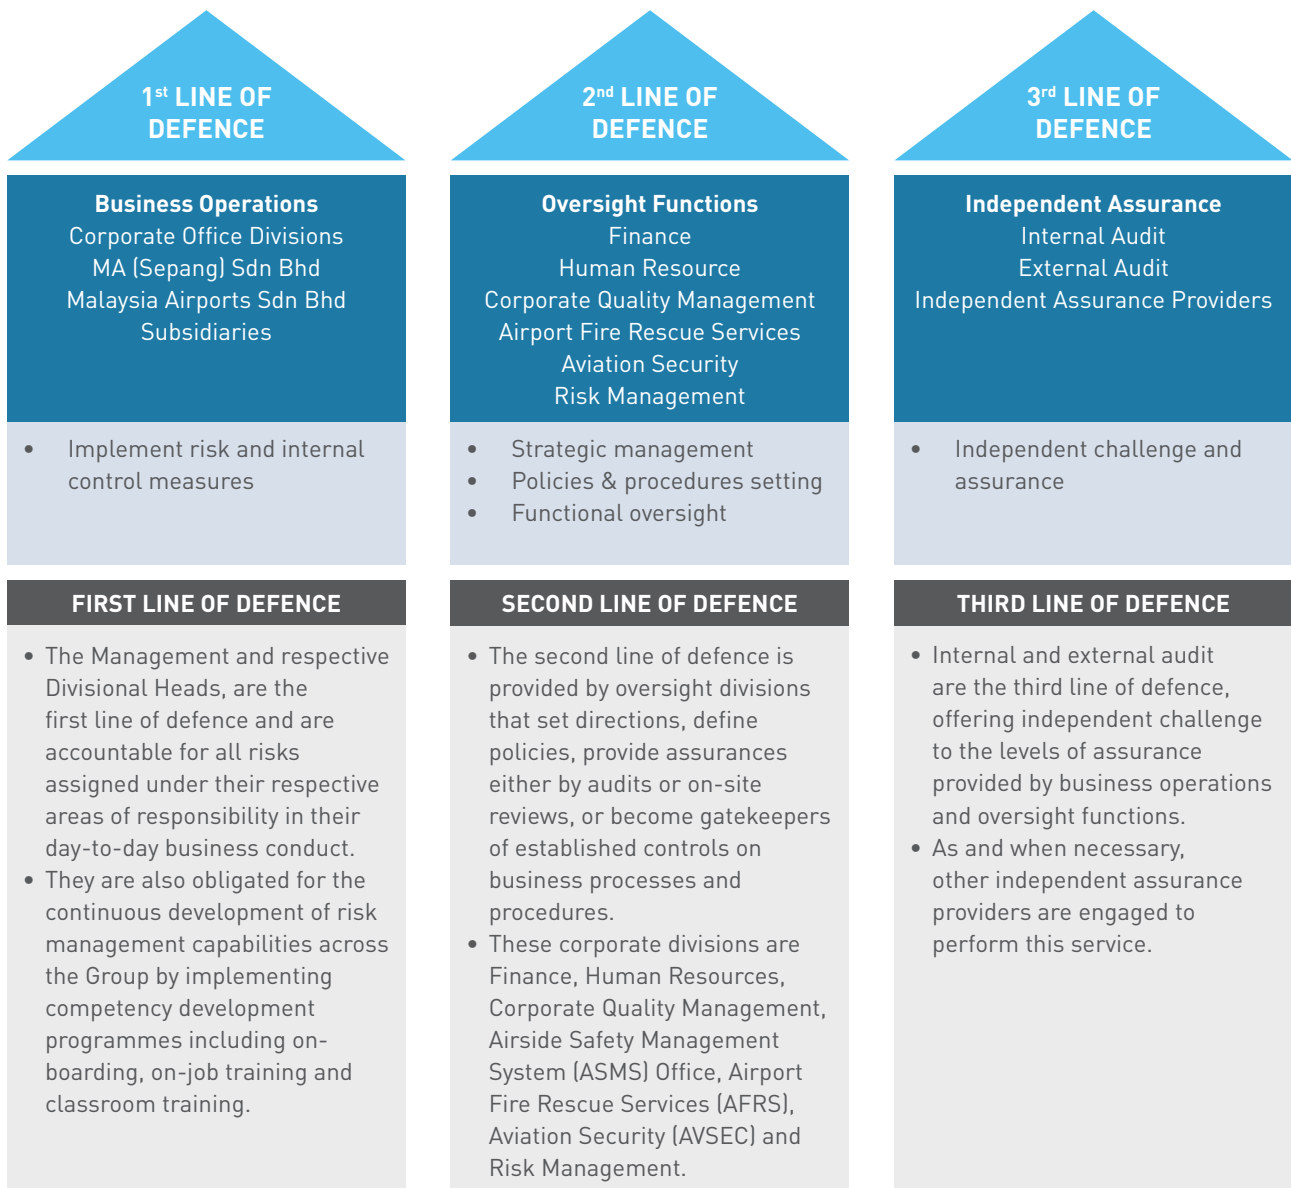 1st LINE OF
DEFENCE
Business Operations
Corporate Office Divisions
MA (Sepang) Sdn Bhd
Malaysia Airports Sdn Bhd
Subsidiaries
• Implement risk and internal
control measures
FIRST LINE OF DEFENCE
• The Management and respective
Divisional Heads, are the
first line of defence and are
accountable for all risks
assigned under their respective
areas of responsibility in their
day-to-day business conduct.
• They are also obligated for the
continuous development of risk
management capabilities across
the Group by implementing
competency development
programmes including on-
boarding, on-job training and
classroom training.
2nd LINE OF
DEFENCE
Oversight Functions
Finance
Human Resource
Corporate Quality Management
Airport Fire Rescue Services
Aviation Security
Risk Management
• Strategic management
• Policies & procedures setting
• Functional oversight
SECOND LINE OF DEFENCE
• The second line of defence is
provided by oversight divisions
that set directions, define
policies, provide assurances
either by audits or on-site
reviews, or become gatekeepers
of established controls on
business processes and
procedures.
• These corporate divisions are
Finance, Human Resources,
Corporate Quality Management,
Airside Safety Management
System (ASMS) Office, Airport
Fire Rescue Services (AFRS),
Aviation Security (AVSEC) and
Risk Management.
3rd LINE OF
DEFENCE
Independent Assurance
Internal Audit
External Audit
Independent Assurance Providers
• Independent challenge and
assurance
THIRD LINE OF DEFENCE
• Internal and external audit
are the third line of defence,
offering independent challenge
to the levels of assurance
provided by business operations
and oversight functions.
• As and when necessary,
other independent assurance
providers are engaged to
perform this service.